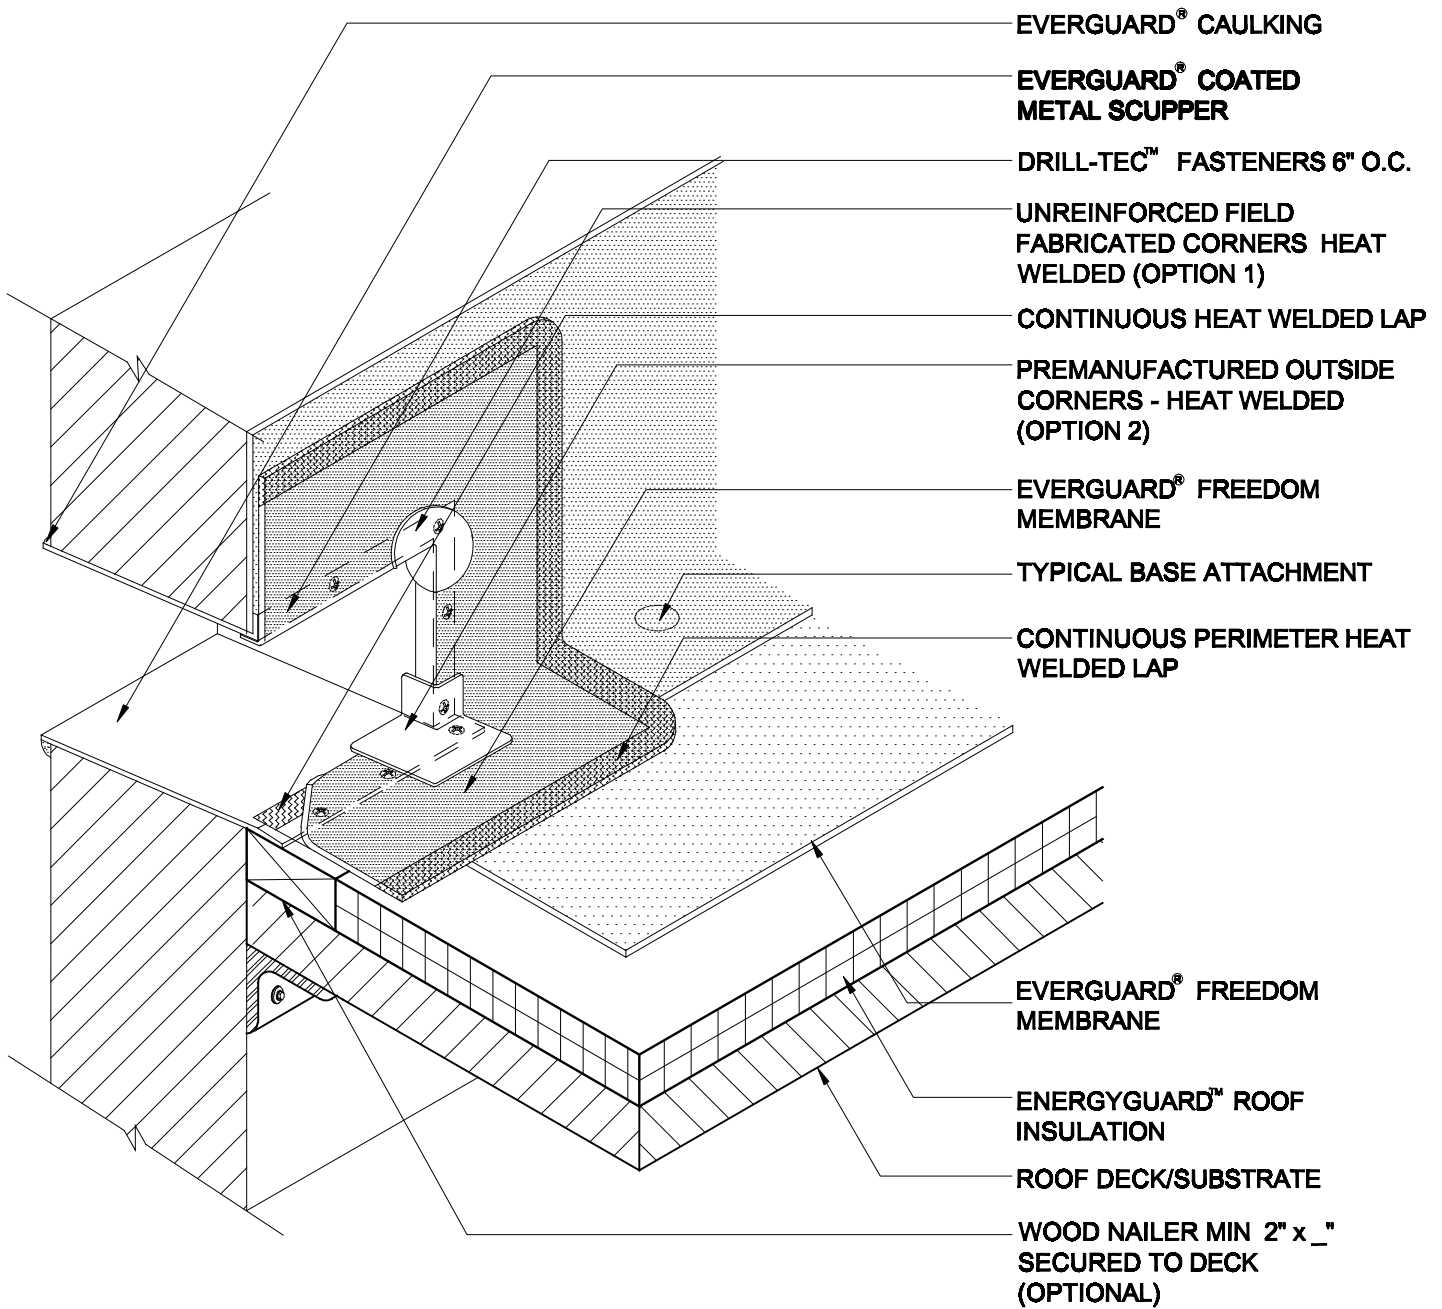 EVERGUARD® CAULKING
EVERGUARD® COATED
METAL SCUPPER
DRILL-TEC™ FASTENERS 6" O.C.
UNREINFORCED FIELD
FABRICATED CORNERS HEAT
WELDED (OPTION 1)
CONTINUOUS HEAT WELDED LAP
PREMANUFACTURED OUTSIDE
CORNERS - HEAT WELDED
(OPTION 2)
EVERGUARD® FREEDOM
MEMBRANE
TYPICAL BASE ATTACHMENT
CONTINUOUS PERIMETER HEAT
WELDED LAP
EVERGUARD® FREEDOM
MEMBRANE
ENERGYGUARD™ ROOF
INSULATION
ROOF DECK/SUBSTRATE
WOOD NAILER MIN 2" x _"
SECURED TO DECK
(OPTIONAL)